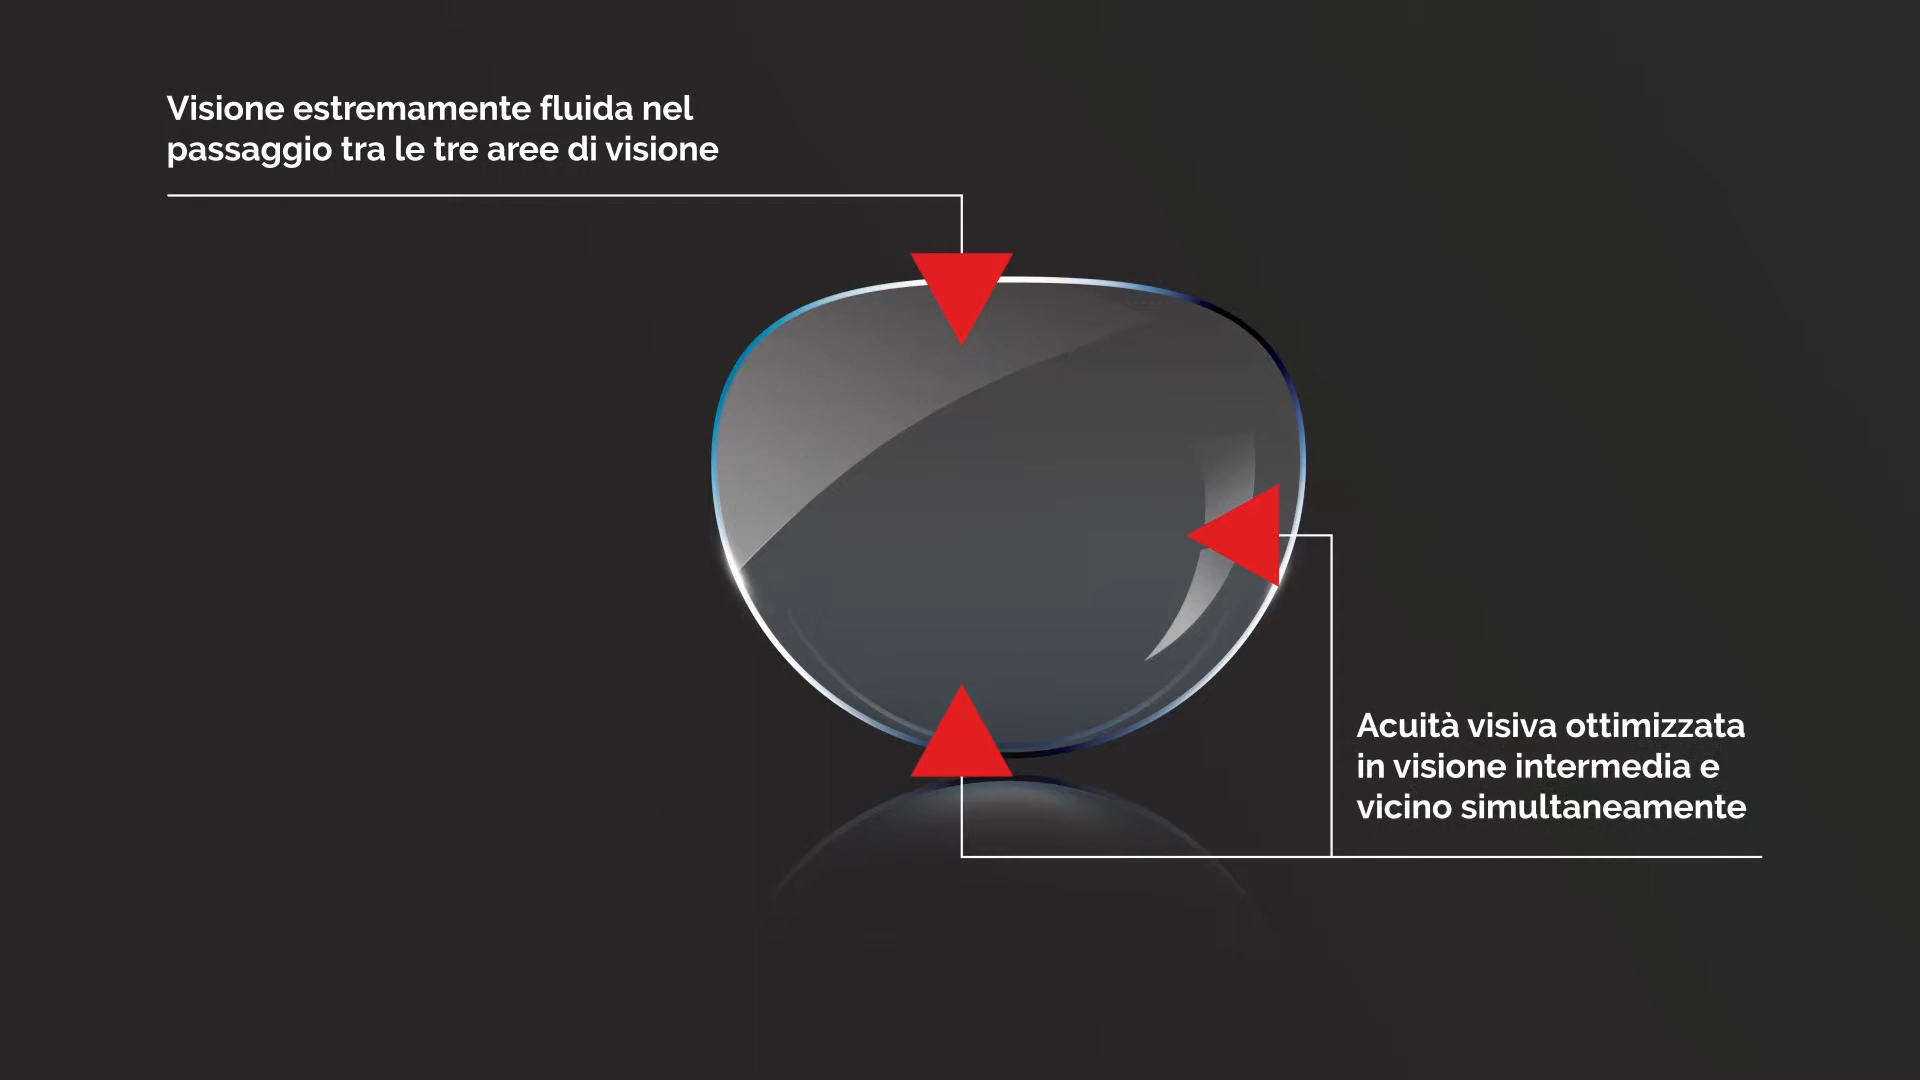 Visione estremamente fluida nel
passaggio tra le tre aree di visione
Acuità visiva ottimizzata
in visione intermedia e
vicino simultaneamente